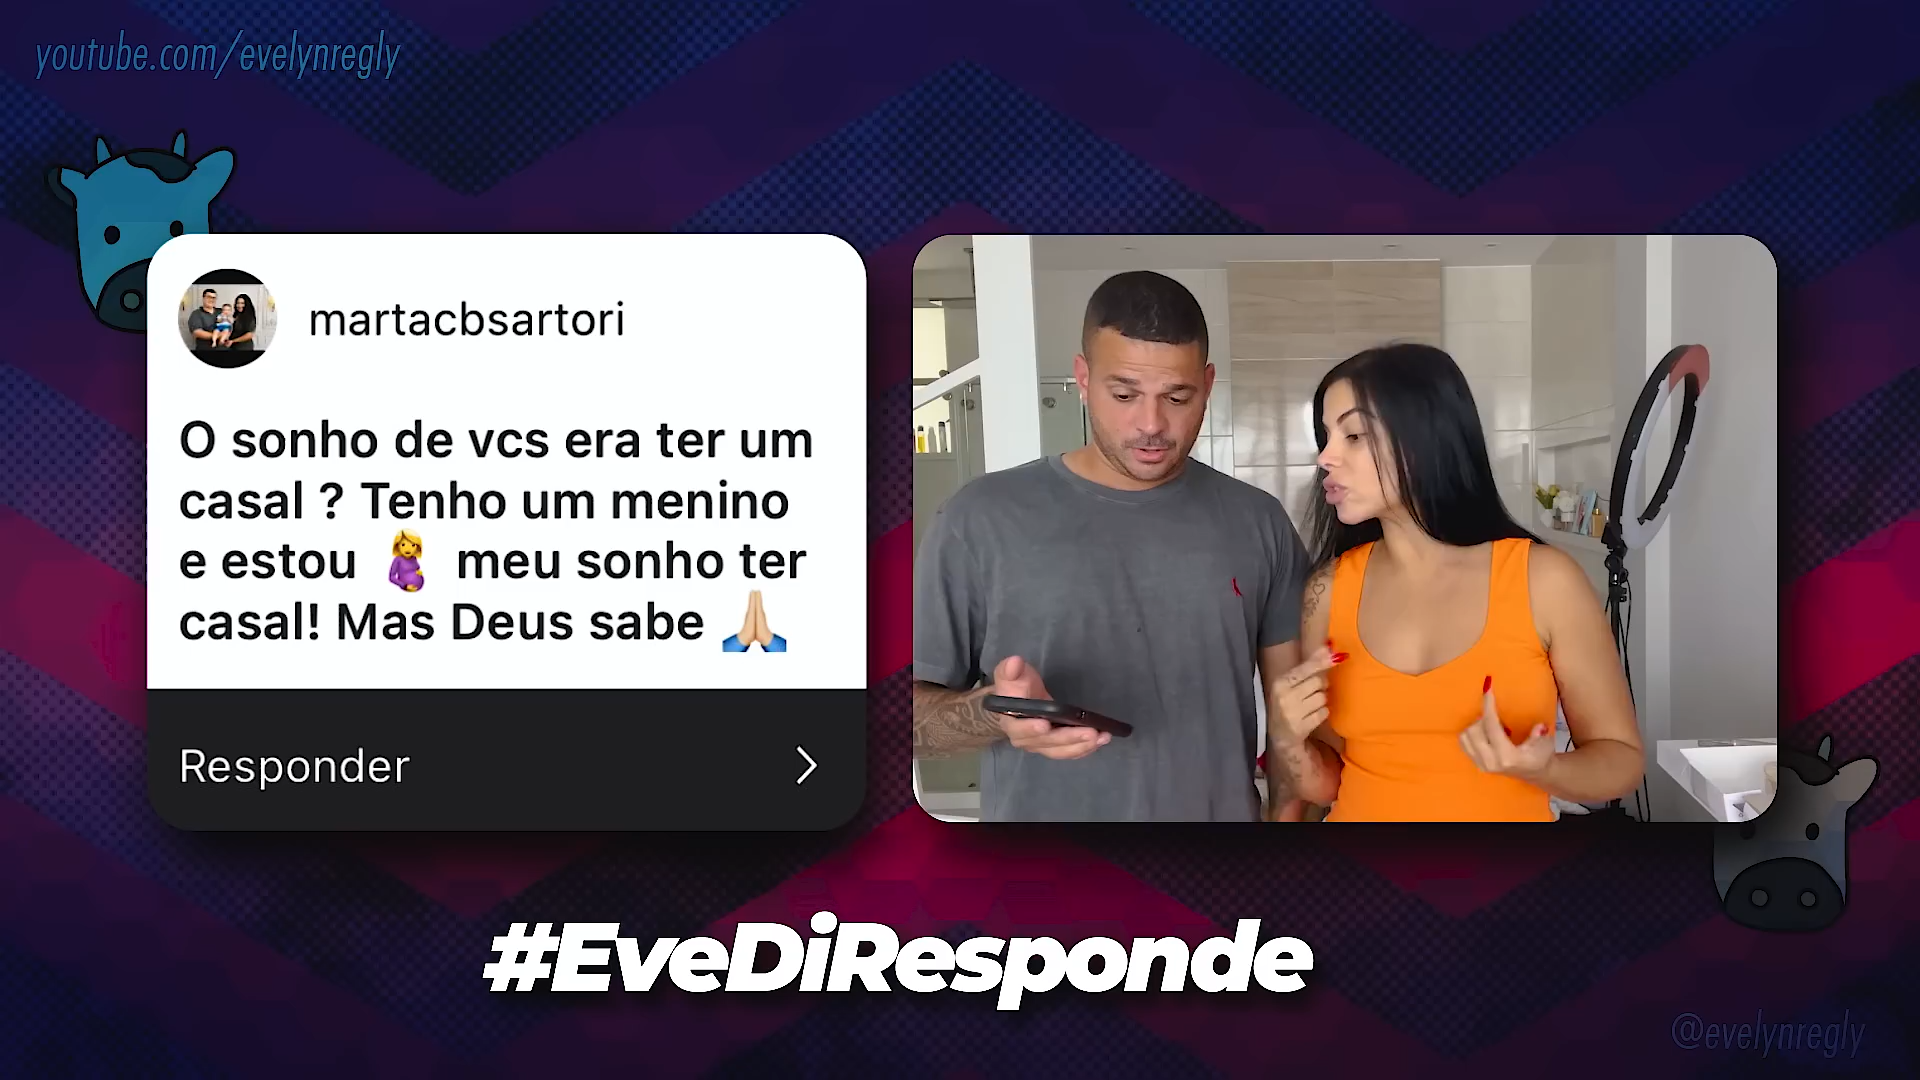 youtube.com/evelynregly
martacbsartori
O sonho de vcs era ter um
casal ? Tenho um menino
e estou 🤰🏼 meu sonho ter
casal! Mas Deus sabe 🙏🏼
Responder
#EveDiResponde
@evelynregly